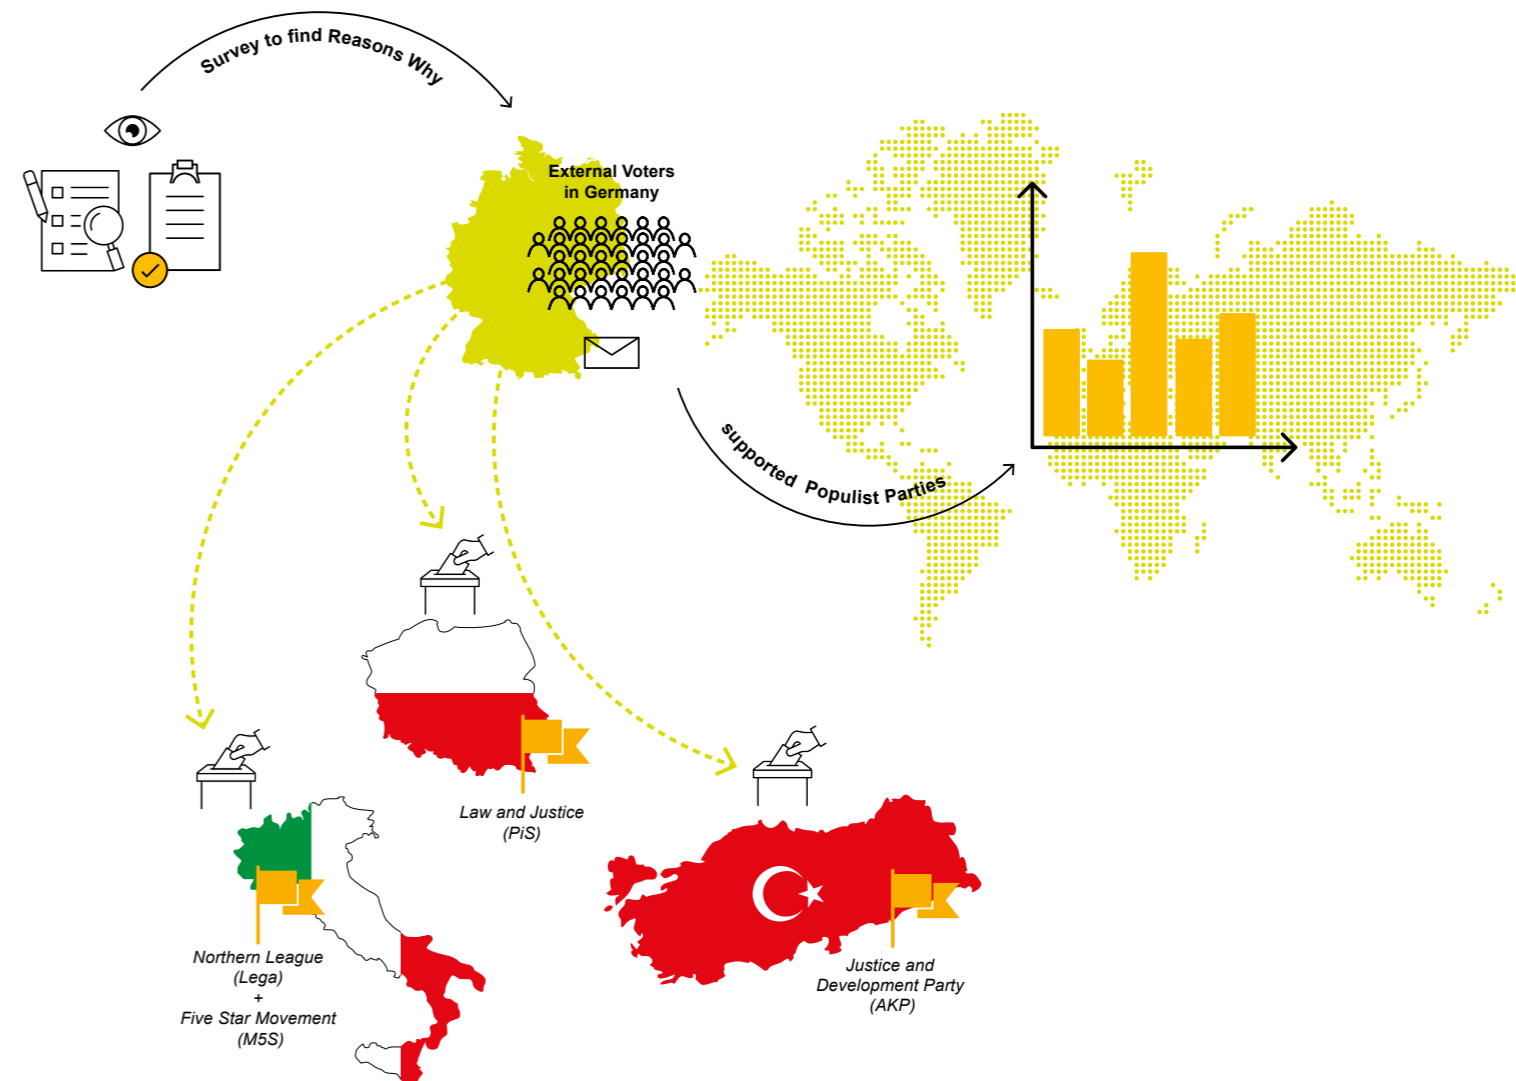 Survey to find Reasons Why
External Voters
in Germany
supported Populist Parties
Law and Justice
(PiS)
Northern League
(Lega)
+
Five Star Movement
(M5S)
Justice and
Development Party
(AKP)